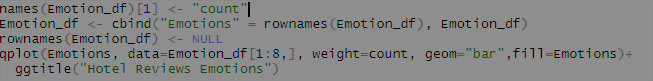 names(Emotion_df)[1] <- "count"
Emotion_df <- cbind("Emotions" = rownames(Emotion_df), Emotion_df)
rownames(Emotion_df) <- NULL
qplot(Emotions, data=Emotion_df[1:8,], weight=count, geom="bar",fill=Emotions)+
ggtitle("Hotel Reviews Emotions")